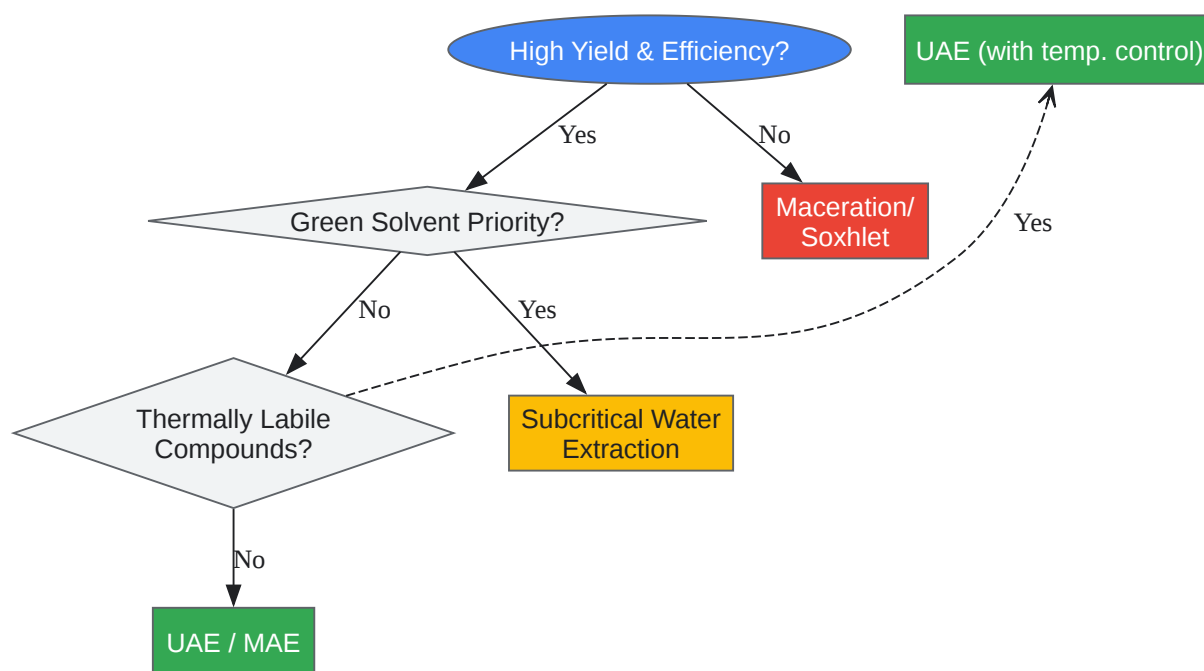 High Yield & Efficiency?
UAE (with temp. control)
Yes
No
Green Solvent Priority?
Maceration/
Soxhlet
Yes
No
Yes
Thermally Labile
Compounds?
Subcritical Water
Extraction
No
UAE / MAE